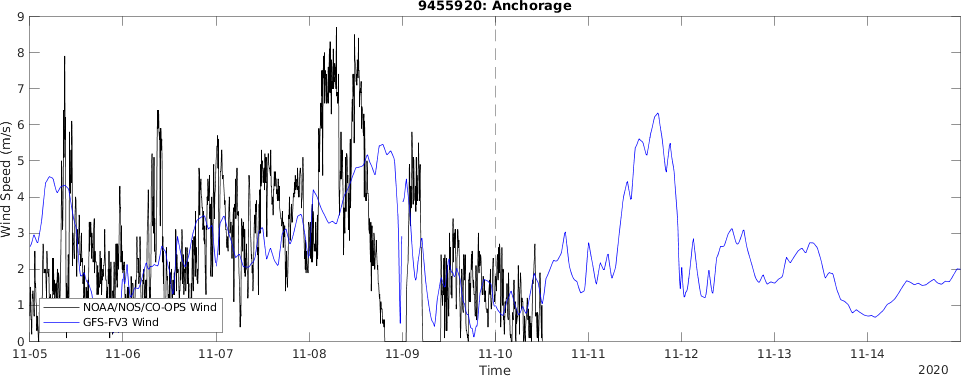 9455920: Anchorage
9
8
7
6
5
4
3
2
1
0
Wind Speed (m/s)
NOAA/NOS/CO-OPS Wind
GFS-FV3 Wind
11-05 11-06 11-07 11-08 11-09 11-10 11-11 11-12 11-13 11-14
Time
2020